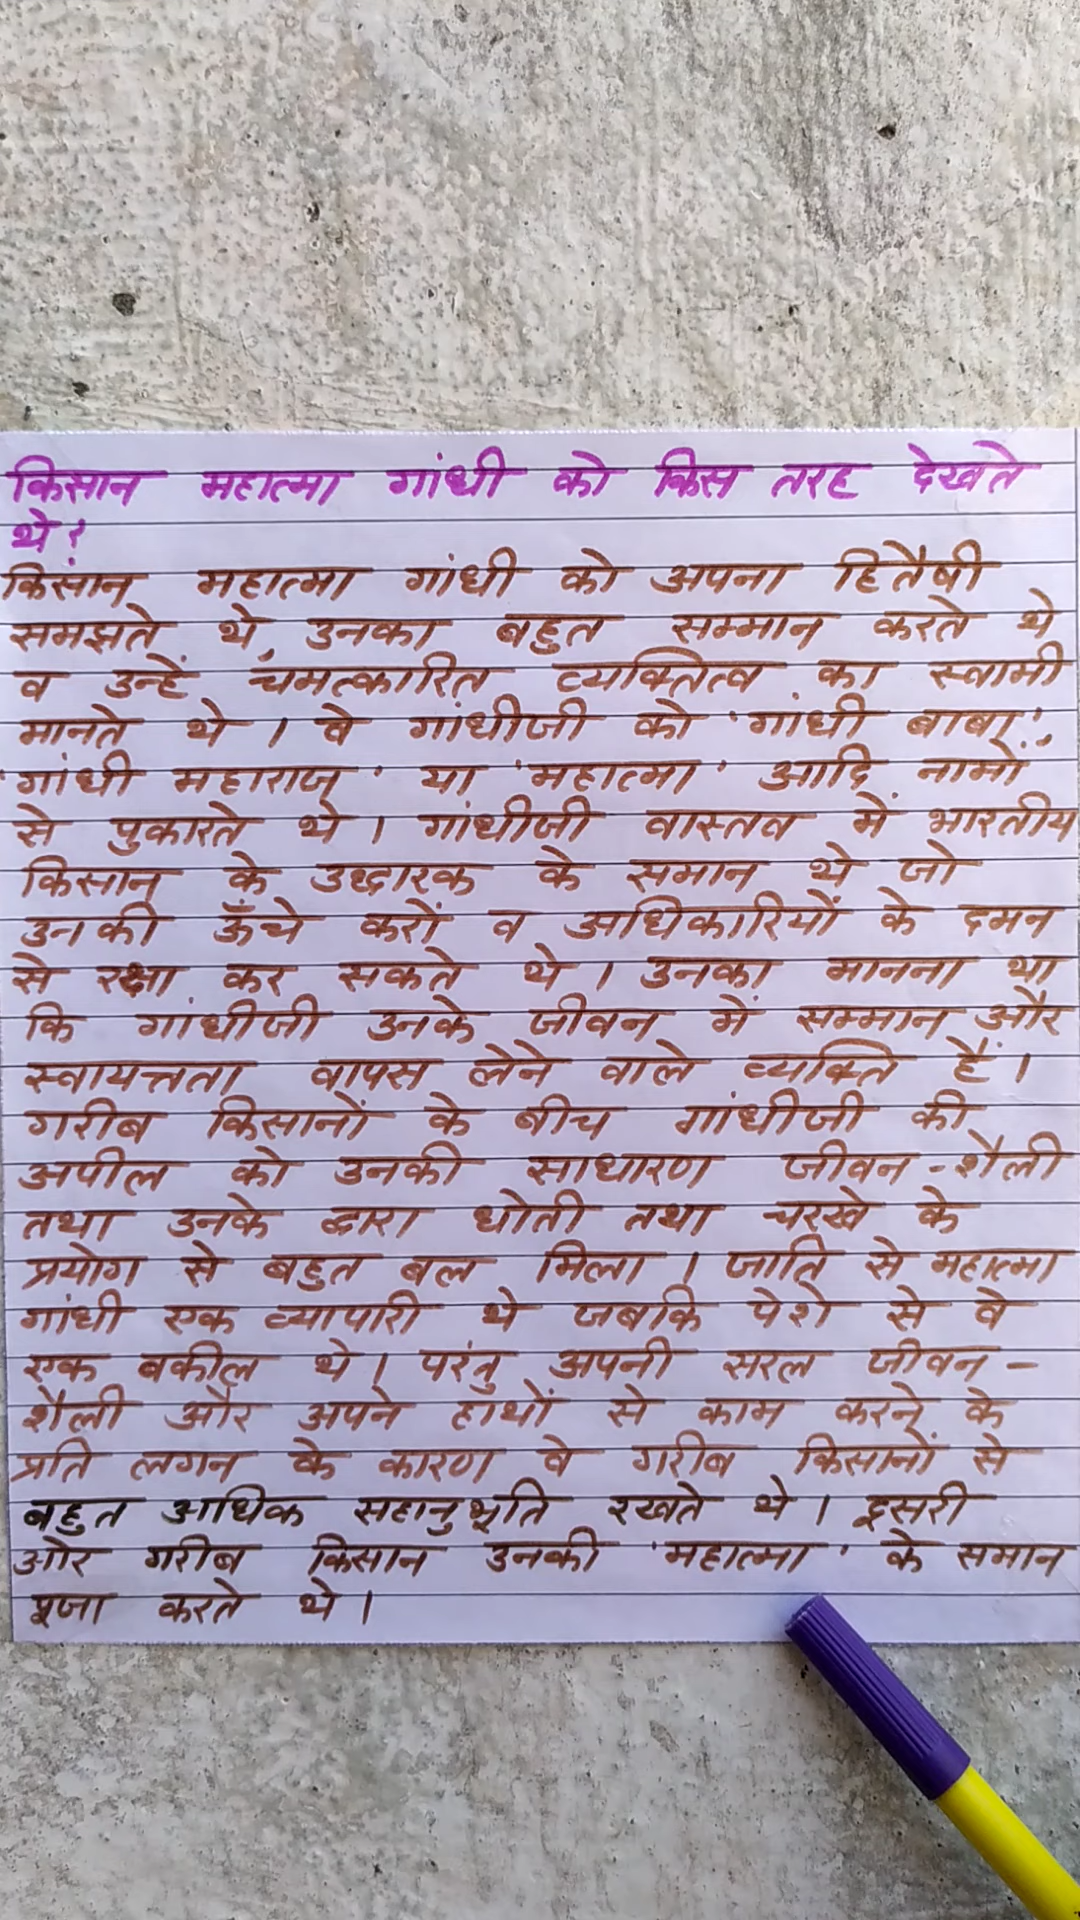 किसान महात्मा गांधी को किस तरह देखते
थे?
किसान महात्मा गांधी को अपना हितैषी
समझते थे, उनका बहुत सम्मान करते थे
व उन्हें चमत्कारित व्यक्तित्व का स्वामी
मानते थे। वे गांधीजी को 'गांधी बाबा',
'गांधी महाराज' या 'महात्मा' आदि नामों
से पुकारते थे। गांधीजी वास्तव में भारतीय
किसान के उद्धारक के समान थे जो
उनकी ऊँचे करों व अधिकारियों के दमन
से रक्षा कर सकते थे। उनका मानना था
कि गांधीजी उनके जीवन में सम्मान और
स्वायत्तता वापस लेने वाले व्यक्ति हैं।
गरीब किसानों के बीच गांधीजी की
अपील को उनकी साधारण जीवन-शैली
तथा उनके द्वारा धोती तथा चरखे के
प्रयोग से बहुत बल मिला। जाति से महात्मा
गांधी एक व्यापारी थे जबकि पेशे से वे
एक वकील थे। परंतु अपनी सरल जीवन-
शैली और अपने हाथों से काम करने के
प्रति लगन के कारण वे गरीब किसानों से
बहुत अधिक सहानुभूति रखते थे। दूसरी
ओर गरीब किसान उनकी 'महात्मा' के समान
पूजा करते थे।